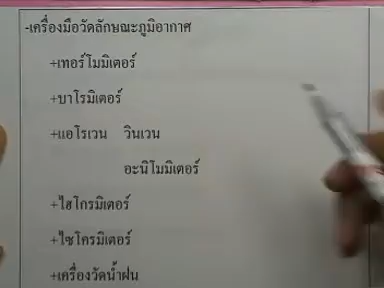 -เครื่องมือวัดลักษณะภูมิอากาศ
+เทอร์โมมิเตอร์
+บาโรมิเตอร์
+แอโรเวน วินเวน
อะนิโมมิเตอร์
+ไฮโกรมิเตอร์
+ไซโครมิเตอร์
+เครื่องวัดน้ำฝน